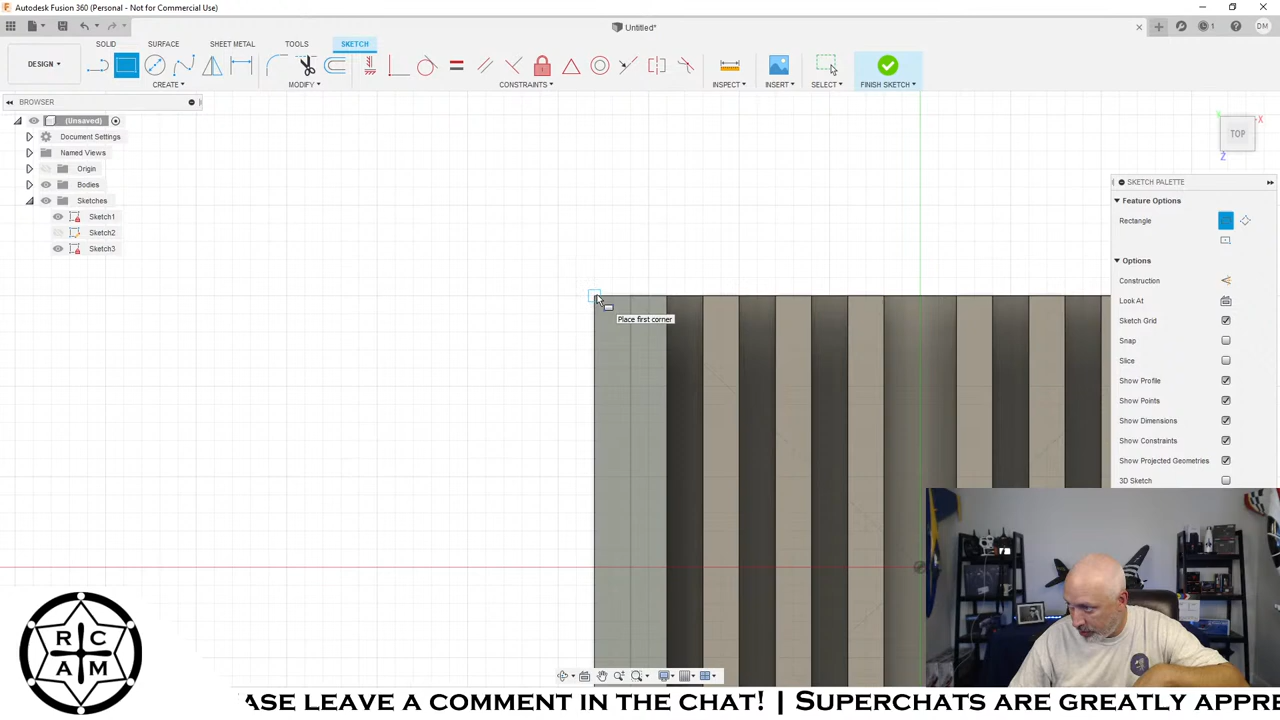 Autodesk Fusion 360 (Personal - Not for Commercial Use)
Untitled*
1
DM
DESIGN
SOLID
SURFACE
SHEET METAL
TOOLS
SKETCH
CREATE
MODIFY
CONSTRAINTS
INSPECT
INSERT
SELECT
FINISH SKETCH
BROWSER
(Unsaved)
Document Settings
Named Views
Origin
Bodies
Sketches
Sketch1
Sketch2
Sketch3
TOP
X
Z
SKETCH PALETTE
Feature Options
Rectangle
Options
Construction
Look At
Sketch Grid
Snap
Slice
Show Profile
Show Points
Show Dimensions
Show Constraints
Show Projected Geometries
3D Sketch
Place first corner
R C
A M
ASE LEAVE A COMMENT IN THE CHAT! | SUPERCHATS ARE GREATLY APPRE